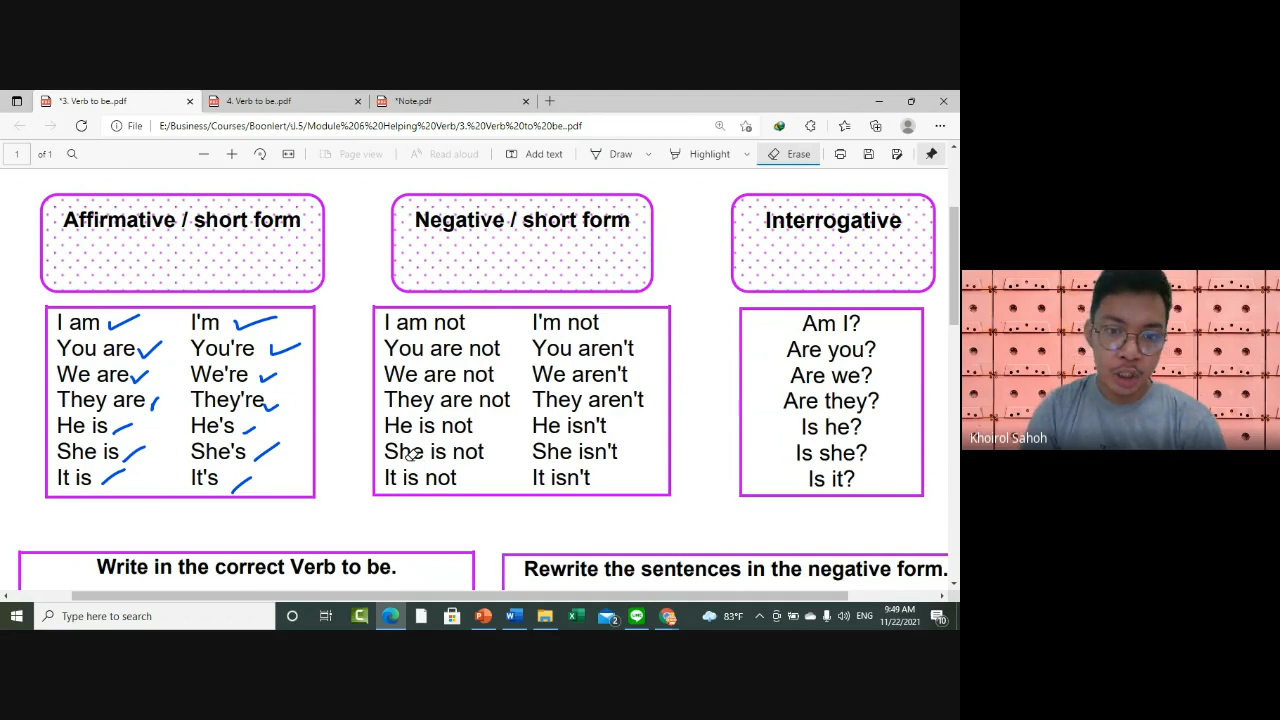 *3. Verb to be..pdf
4. Verb to be..pdf
*Note.pdf
File E:/Business/Courses/Boonlert/ป.5/Module%206%20Helping%20Verb/3.%20Verb%20to%20be..pdf
1 of 1 Page view Read aloud Add text Draw Highlight Erase
Affirmative / short form
Negative / short form
Interrogative
I am I'm
You are You're
We are We're
They are They're
He is He's
She is She's
It is It's
I am not I'm not
You are not You aren't
We are not We aren't
They are not They aren't
He is not He isn't
She is not She isn't
It is not It isn't
Am I?
Are you?
Are we?
Are they?
Is he?
Is she?
Is it?
Write in the correct Verb to be.
Rewrite the sentences in the negative form.
Khoirol Sahoh
Type here to search
2
83°F
ENG
9:49 AM
11/22/2021
10